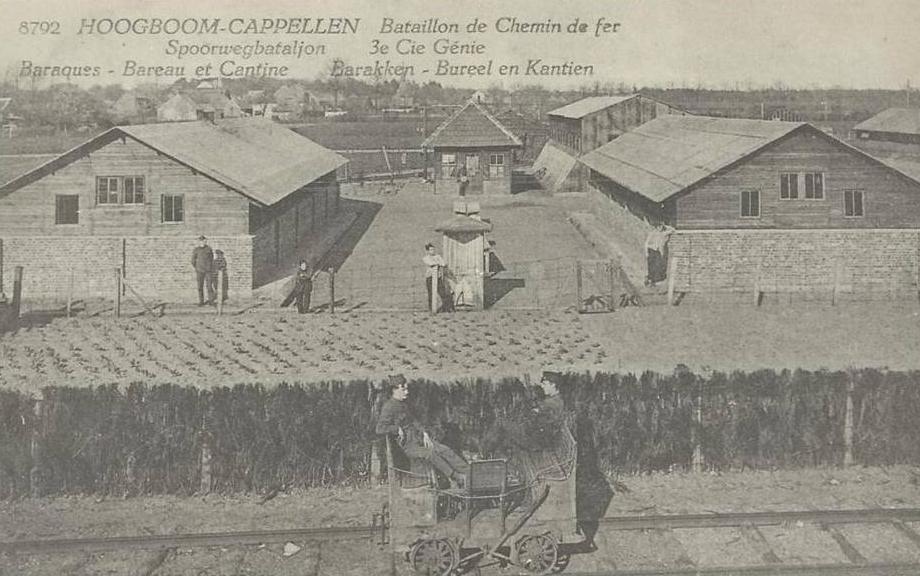 8792 HOOGBOOM-CAPPELLEN Bataillon de Chemin de fer
Spoorwegbataljon 3e Cie Génie
Baraques - Bareau et Cantine Barakken - Bureel en Kantien